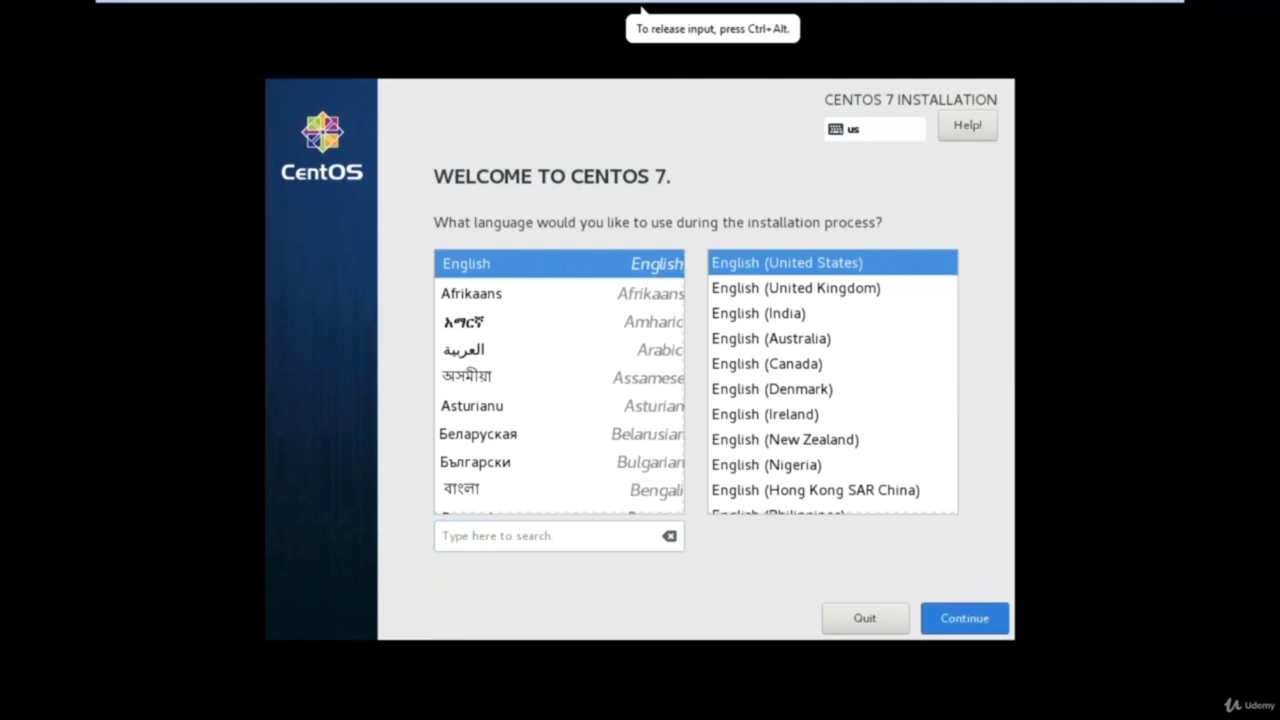 To release input, press Ctrl+Alt.
CentOS
CENTOS 7 INSTALLATION
us
Help!
WELCOME TO CENTOS 7.
What language would you like to use during the installation process?
English English
Afrikaans Afrikaans
አማርኛ Amharic
العربية Arabic
অসমীয়া Assamese
Asturianu Asturian
Беларуская Belarusian
Български Bulgarian
বাংলা Bengali
Type here to search.
English (United States)
English (United Kingdom)
English (India)
English (Australia)
English (Canada)
English (Denmark)
English (Ireland)
English (New Zealand)
English (Nigeria)
English (Hong Kong SAR China)
English (Philippines)
Quit
Continue
Udemy